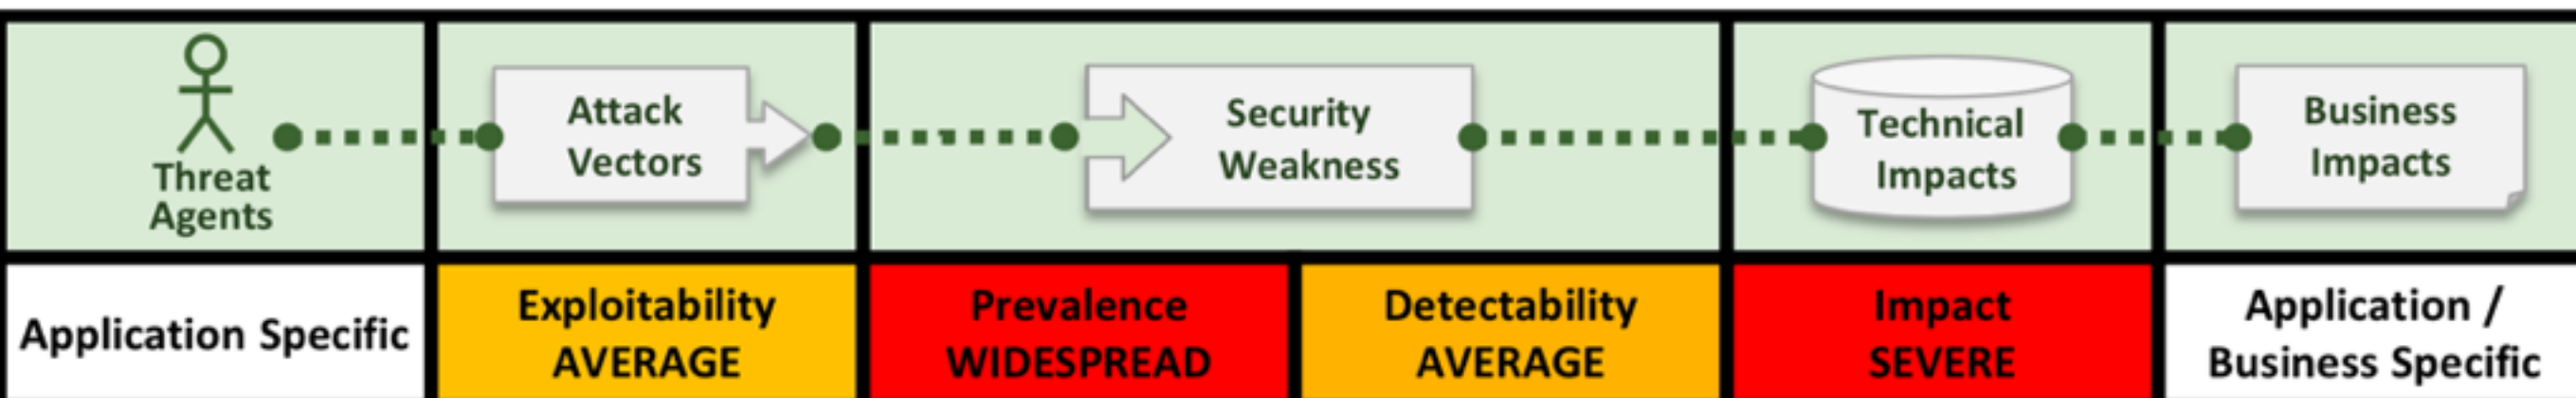 Threat
Agents
Attack
Vectors
Security
Weakness
Technical
Impacts
Business
Impacts
Application Specific
Exploitability
AVERAGE
Prevalence
WIDESPREAD
Detectability
AVERAGE
Impact
SEVERE
Application /
Business Specific